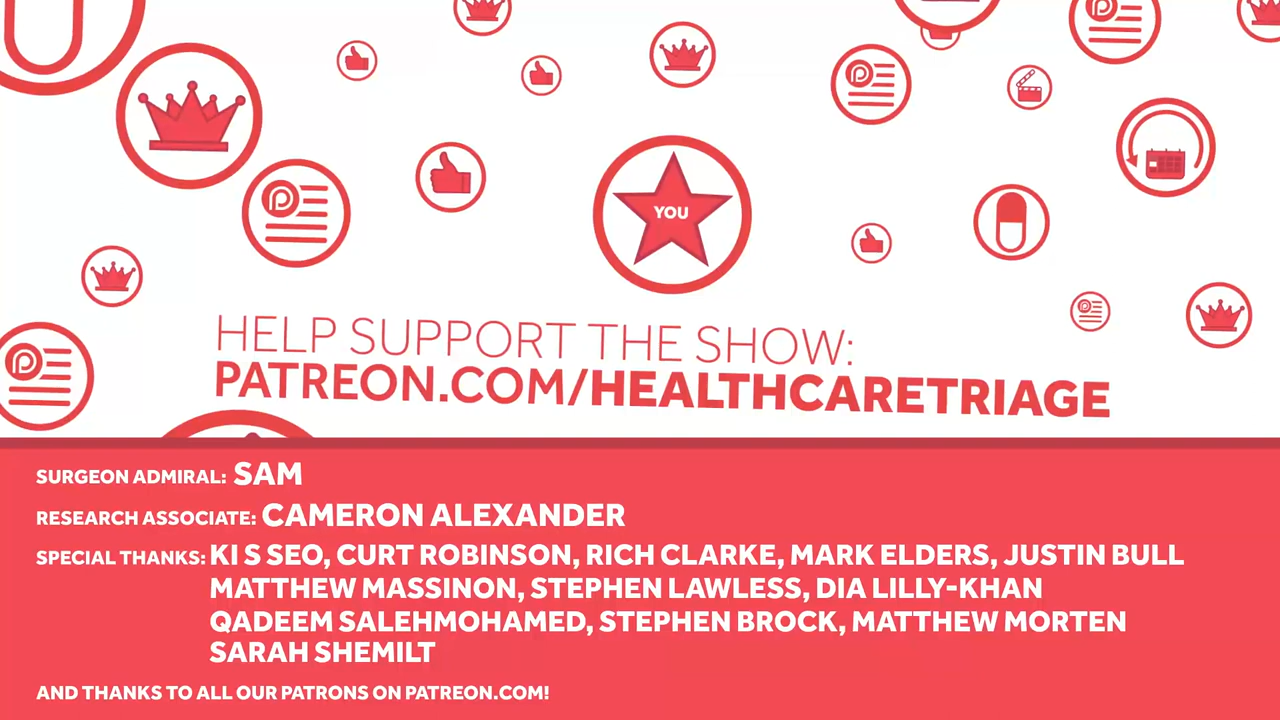 YOU
HELP SUPPORT THE SHOW:
PATREON.COM/HEALTHCARETRIAGE
SURGEON ADMIRAL: SAM
RESEARCH ASSOCIATE: CAMERON ALEXANDER
SPECIAL THANKS: KI S SEO, CURT ROBINSON, RICH CLARKE, MARK ELDERS, JUSTIN BULL
MATTHEW MASSINON, STEPHEN LAWLESS, DIA LILLY-KHAN
QADEEM SALEHMOHAMED, STEPHEN BROCK, MATTHEW MORTEN
SARAH SHEMILT
AND THANKS TO ALL OUR PATRONS ON PATREON.COM!